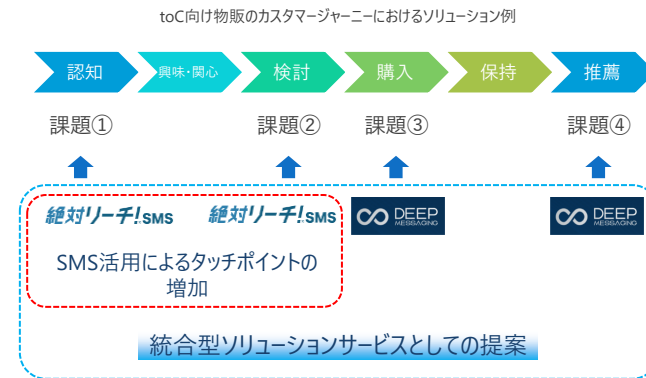 toC向け物販のカスタマージャーニーにおけるソリューション例
認知
興味・関心
検討
購入
保持
推薦
課題①
課題②
課題③
課題④
絶対リーチ!SMS
絶対リーチ!SMS
DEEP
MESSAGING
DEEP
MESSAGING
SMS活用によるタッチポイントの
増加
統合型ソリューションサービスとしての提案